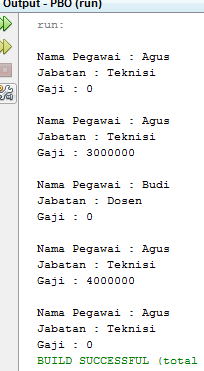 Output - PBO (run)
run:
Nama Pegawai : Agus
Jabatan : Teknisi
Gaji : 0
Nama Pegawai : Agus
Jabatan : Teknisi
Gaji : 3000000
Nama Pegawai : Budi
Jabatan : Dosen
Gaji : 0
Nama Pegawai : Agus
Jabatan : Teknisi
Gaji : 4000000
Nama Pegawai : Agus
Jabatan : Teknisi
Gaji : 0
BUILD SUCCESSFUL (total